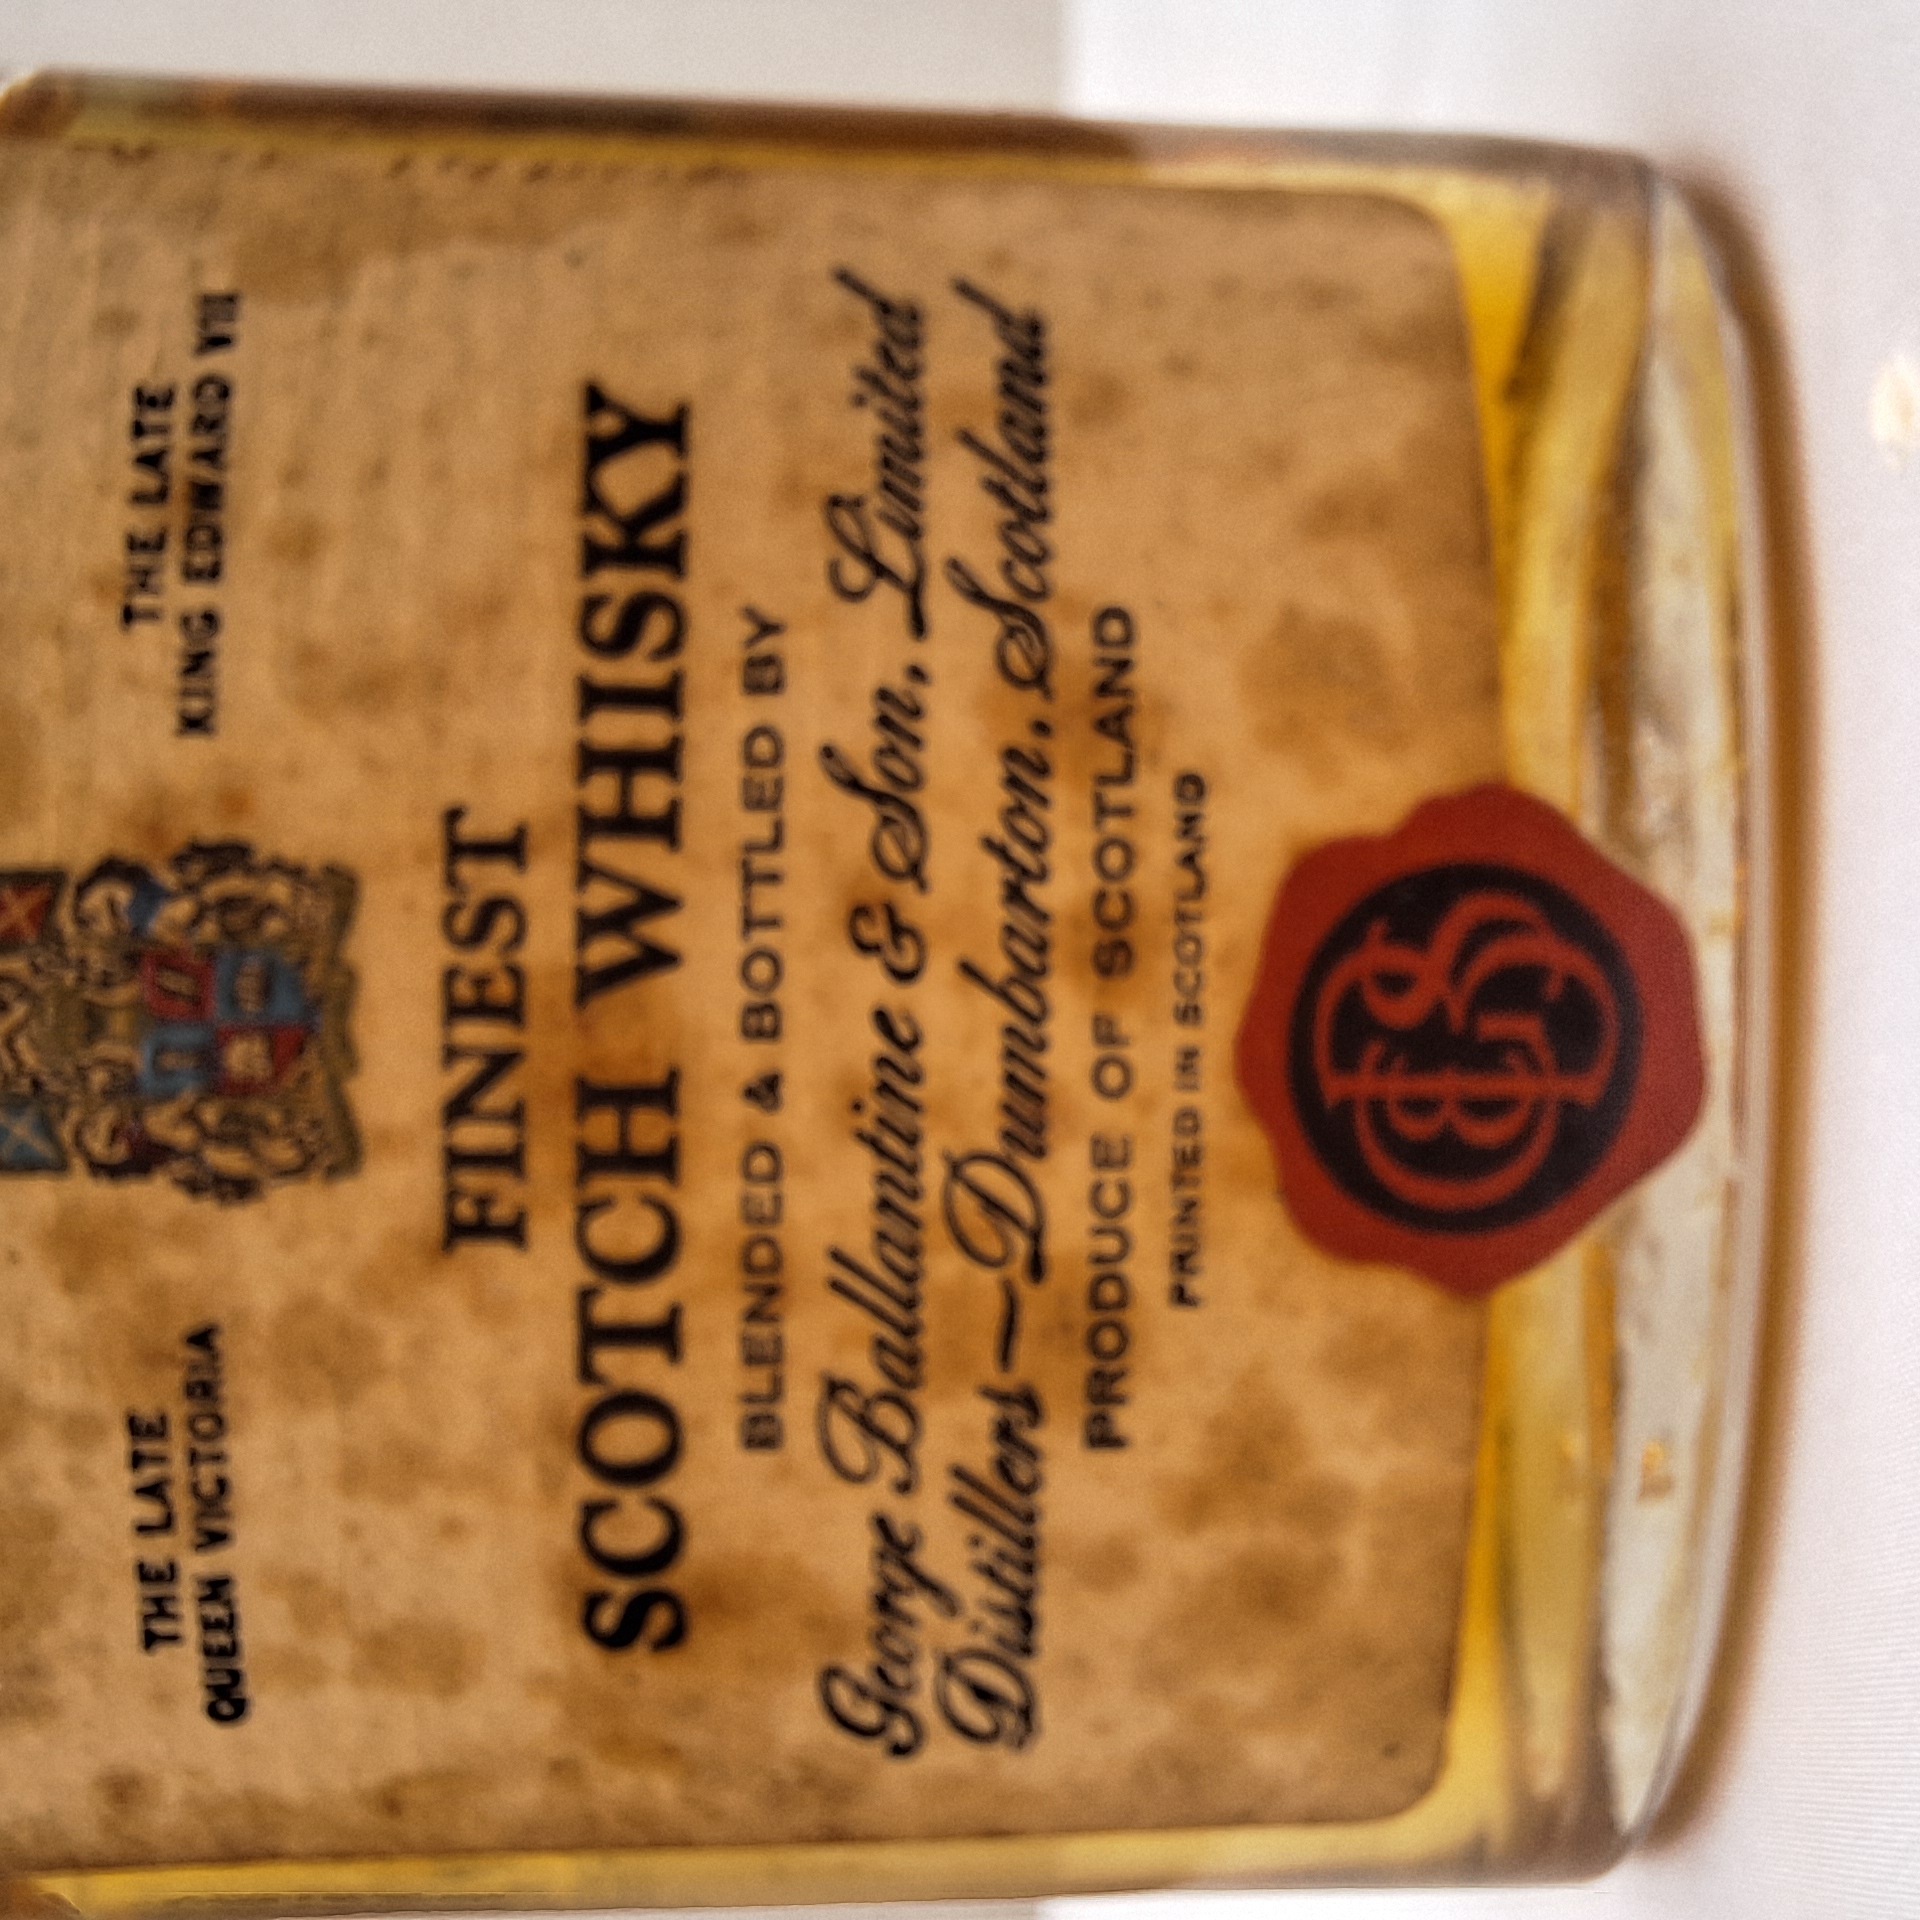 THE LATE
QUEEN VICTORIA
THE LATE
KING EDWARD VII
FINEST
SCOTCH WHISKY
BLENDED & BOTTLED BY
George Ballantine & Son, Limited
Distillers—Dumbarton, Scotland
PRODUCE OF SCOTLAND
PRINTED IN SCOTLAND
GBS